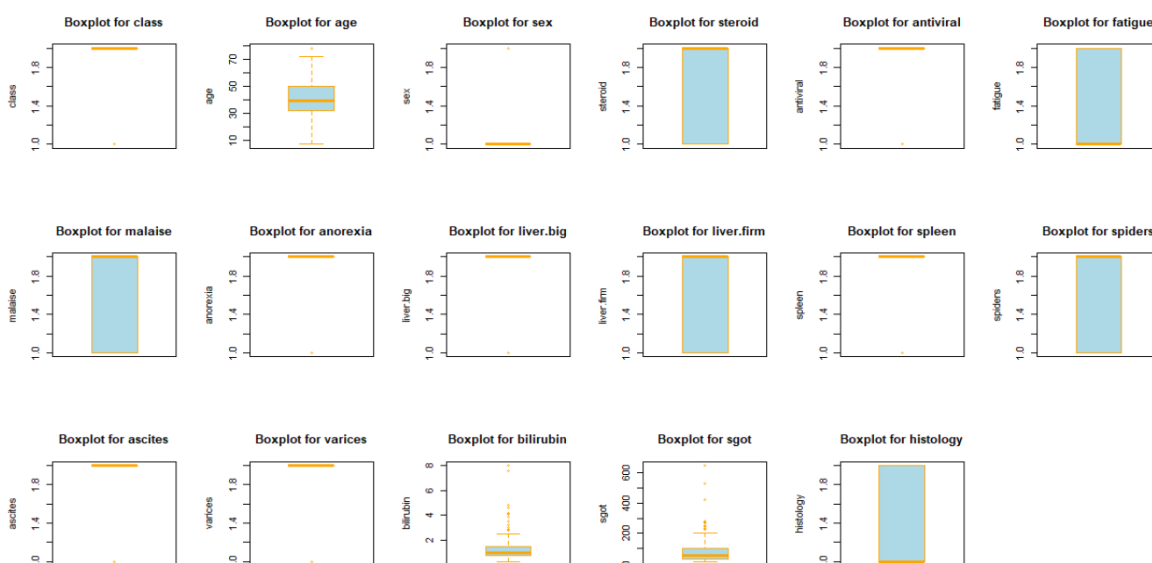 Boxplot for class
Boxplot for age
Boxplot for sex
Boxplot for steroid
Boxplot for antiviral
Boxplot for fatigue
class
1.0 1.4 1.8
age
10 30 50 70
sex
1.0 1.4 1.8
steroid
1.0 1.4 1.8
antiviral
1.0 1.4 1.8
fatigue
1.0 1.4 1.8
Boxplot for malaise
Boxplot for anorexia
Boxplot for liver.big
Boxplot for liver.firm
Boxplot for spleen
Boxplot for spiders
malaise
1.0 1.4 1.8
anorexia
1.0 1.4 1.8
liver.big
1.0 1.4 1.8
liver.firm
1.0 1.4 1.8
spleen
1.0 1.4 1.8
spiders
1.0 1.4 1.8
Boxplot for ascites
Boxplot for varices
Boxplot for bilirubin
Boxplot for sgot
Boxplot for histology
ascites
1.4 1.8
varices
1.4 1.8
bilirubin
8
6
4
2
sgot
200 400 600
histology
1.4 1.8